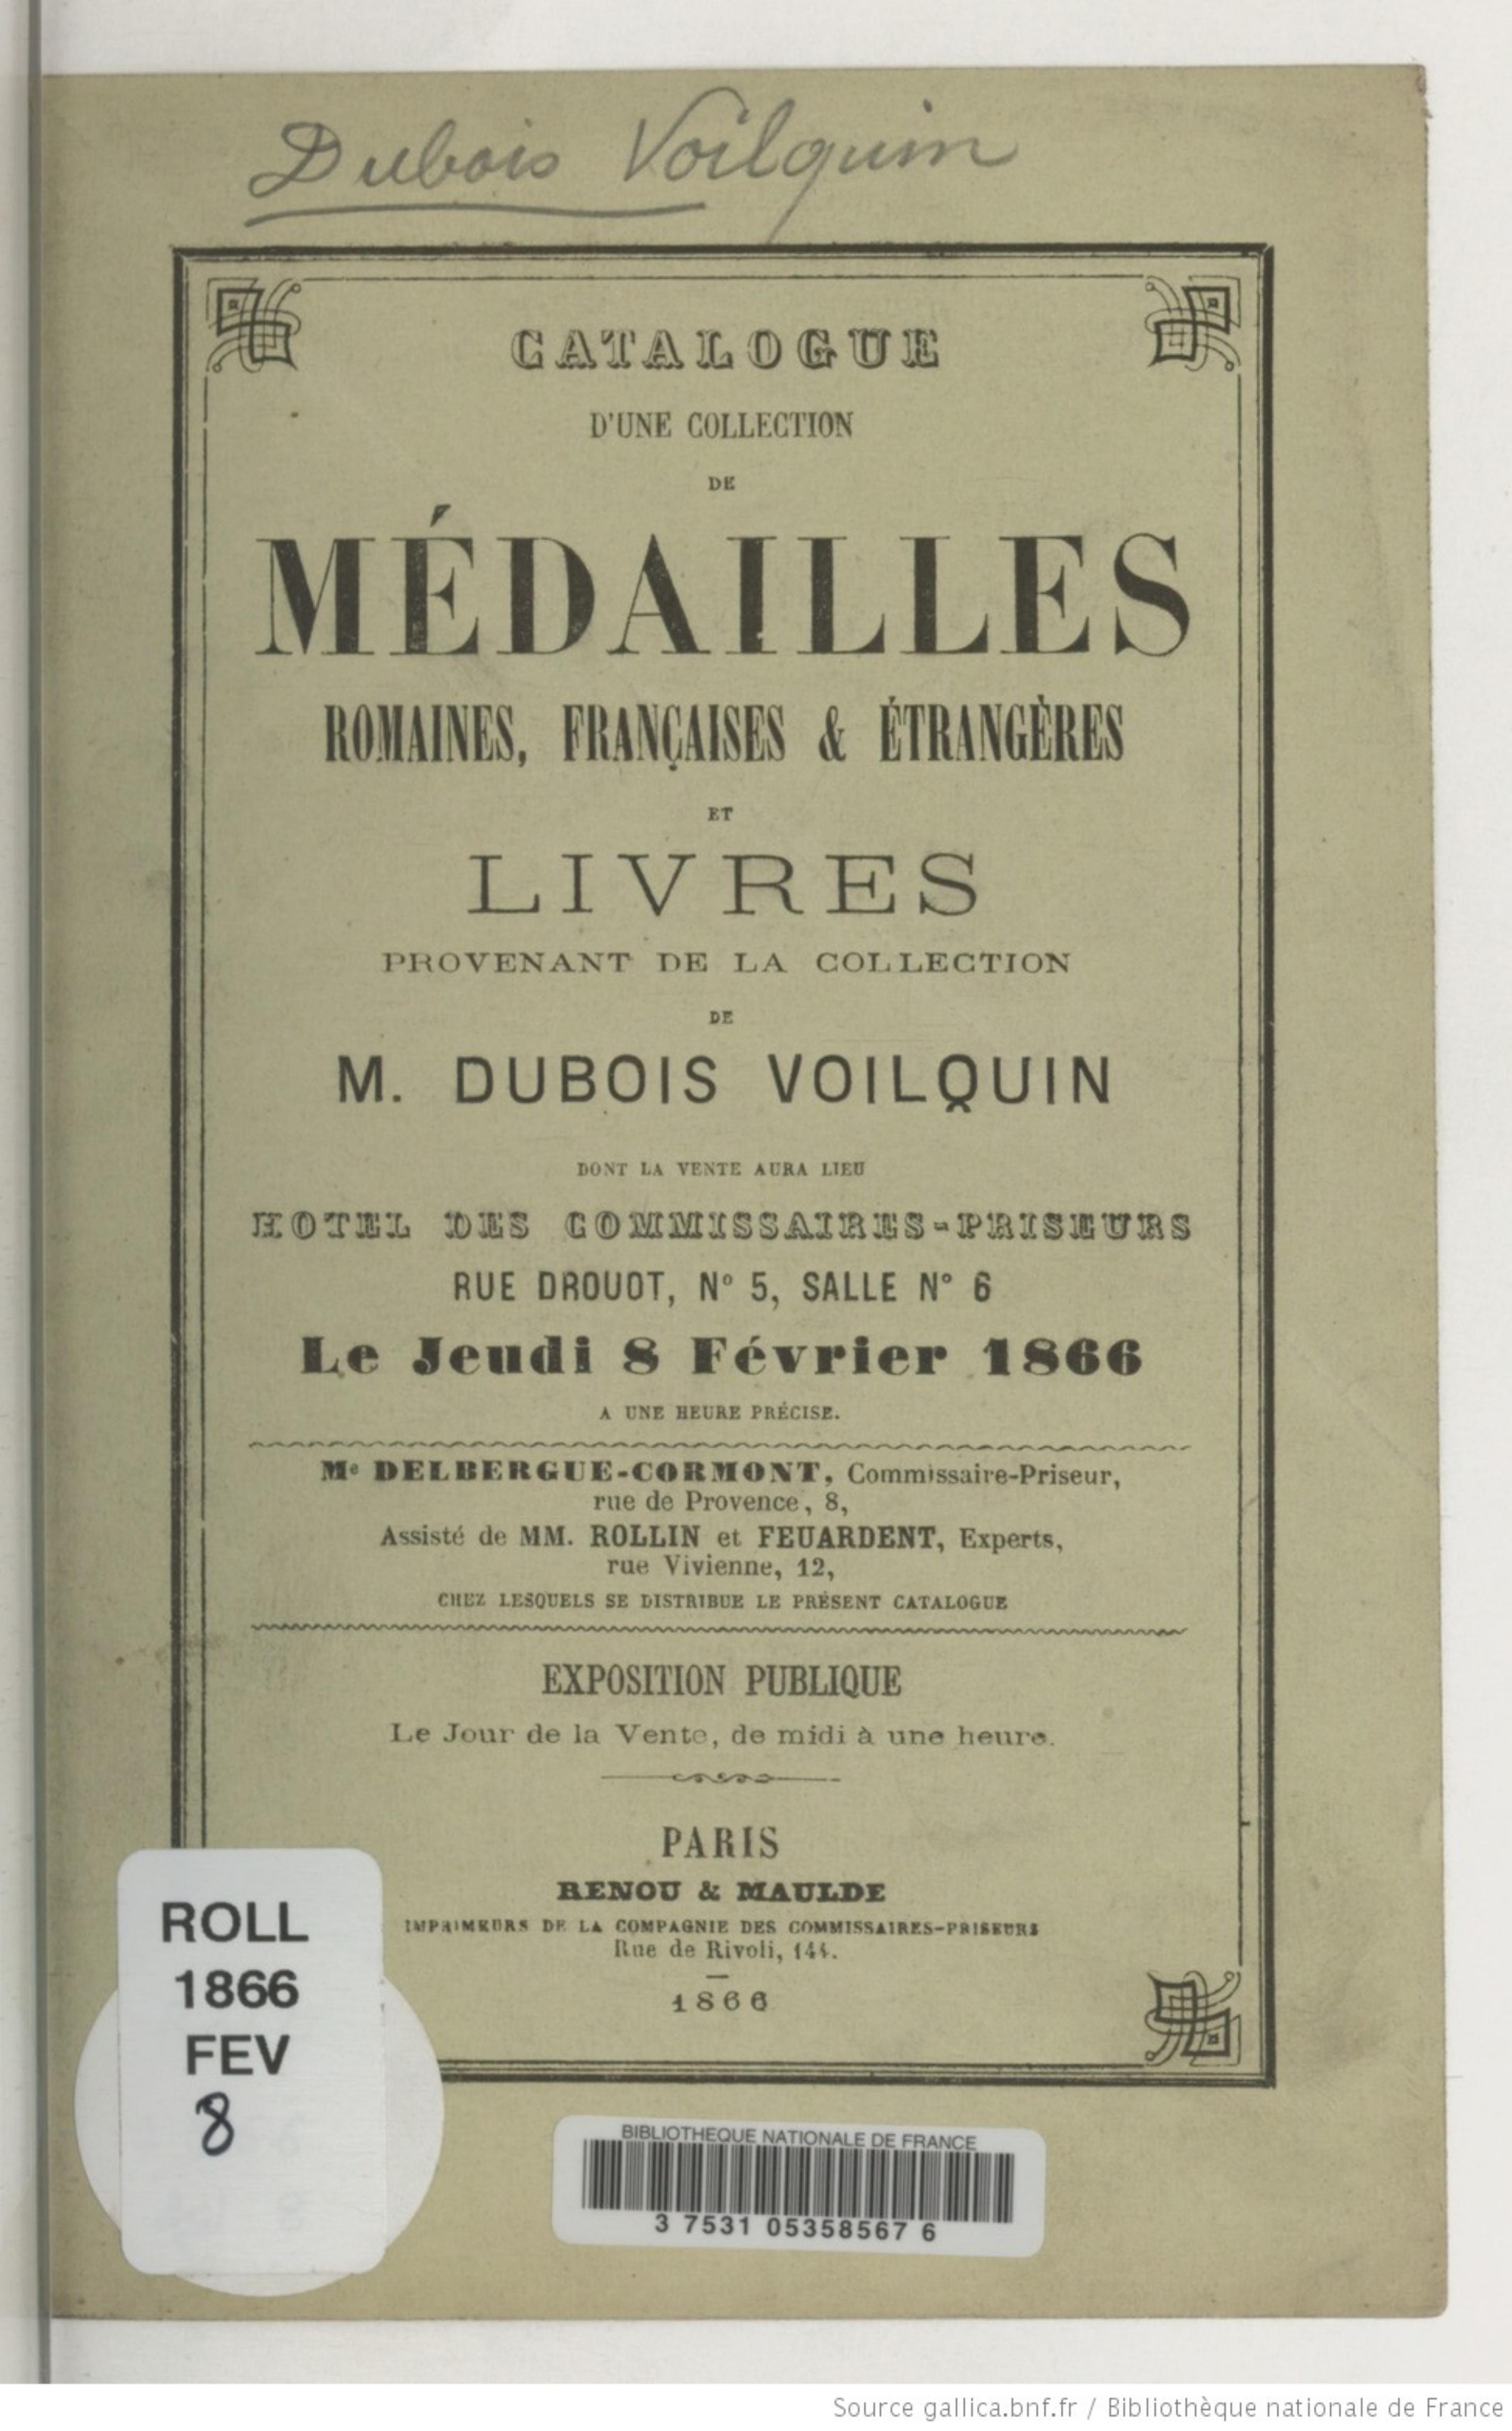 Dubois Voilquin
CATALOGUE
D'UNE COLLECTION
DE
MÉDAILLES
ROMAINES, FRANÇAISES & ÉTRANGÈRES
ET
LIVRES
PROVENANT DE LA COLLECTION
DE
M. DUBOIS VOILQUIN
DONT LA VENTE AURA LIEU
HOTEL DES COMMISSAIRES-PRISEURS
RUE DROUOT, N° 5, SALLE N° 6
Le Jeudi 8 Février 1866
A UNE HEURE PRÉCISE.
Me DELBERGUE-CORMONT, Commissaire-Priseur,
rue de Provence, 8,
Assisté de MM. ROLLIN et FEUARDENT, Experts,
rue Vivienne, 12,
CHEZ LESQUELS SE DISTRIBUE LE PRÉSENT CATALOGUE
EXPOSITION PUBLIQUE
Le Jour de la Vente, de midi à une heure.
PARIS
RENOU & MAULDE
IMPRIMEURS DE LA COMPAGNIE DES COMMISSAIRES-PRISEURS
Rue de Rivoli, 144.
1866
ROLL
1866
FEV
8
BIBLIOTHEQUE NATIONALE DE FRANCE
3 7531 05358567 6
Source gallica.bnf.fr / Bibliothèque nationale de France